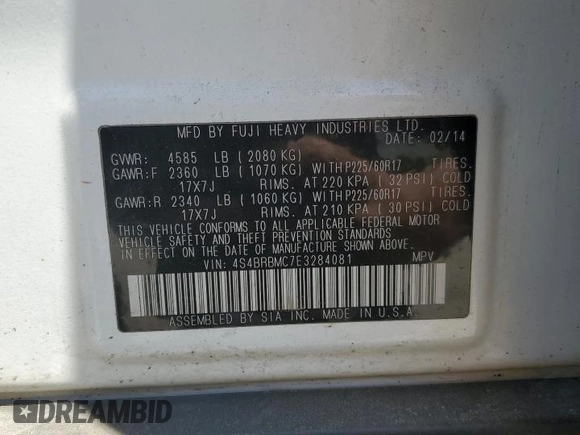 MFD BY FUJI HEAVY INDUSTRIES LTD.
DATE: 02/14
GVWR: 4585 LB ( 2080 KG)
GAWR:F 2360 LB ( 1070 KG) WITH P225/60R17 TIRES.
17X7J RIMS. AT 220 KPA ( 32 PSI) COLD
GAWR:R 2340 LB ( 1060 KG) WITH P225/60R17 TIRES.
17X7J RIMS. AT 210 KPA ( 30 PSI) COLD
THIS VEHICLE CONFORMS TO ALL APPLICABLE FEDERAL MOTOR
VEHICLE SAFETY AND THEFT PREVENTION STANDARDS
IN EFFECT ON THE DATE OF MANUFACTURE SHOWN ABOVE.
VIN: 4S4BRBMC7E3284081 MPV
ASSEMBLED BY SIA INC. MADE IN U.S.A.
DREAMBID